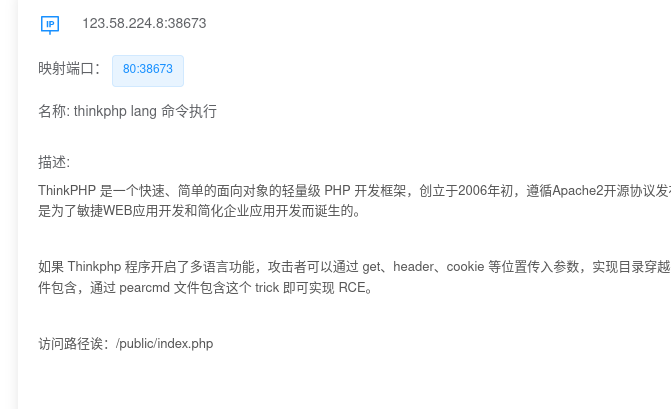 IP 123.58.224.8:38673
映射端口： 80:38673
名称: thinkphp lang 命令执行
描述:
ThinkPHP 是一个快速、简单的面向对象的轻量级 PHP 开发框架，创立于2006年初，遵循Apache2开源协议发
是为了敏捷WEB应用开发和简化企业应用开发而诞生的。
如果 Thinkphp 程序开启了多语言功能，攻击者可以通过 get、header、cookie 等位置传入参数，实现目录穿越
件包含，通过 pearcmd 文件包含这个 trick 即可实现 RCE。
访问路径诶：/public/index.php